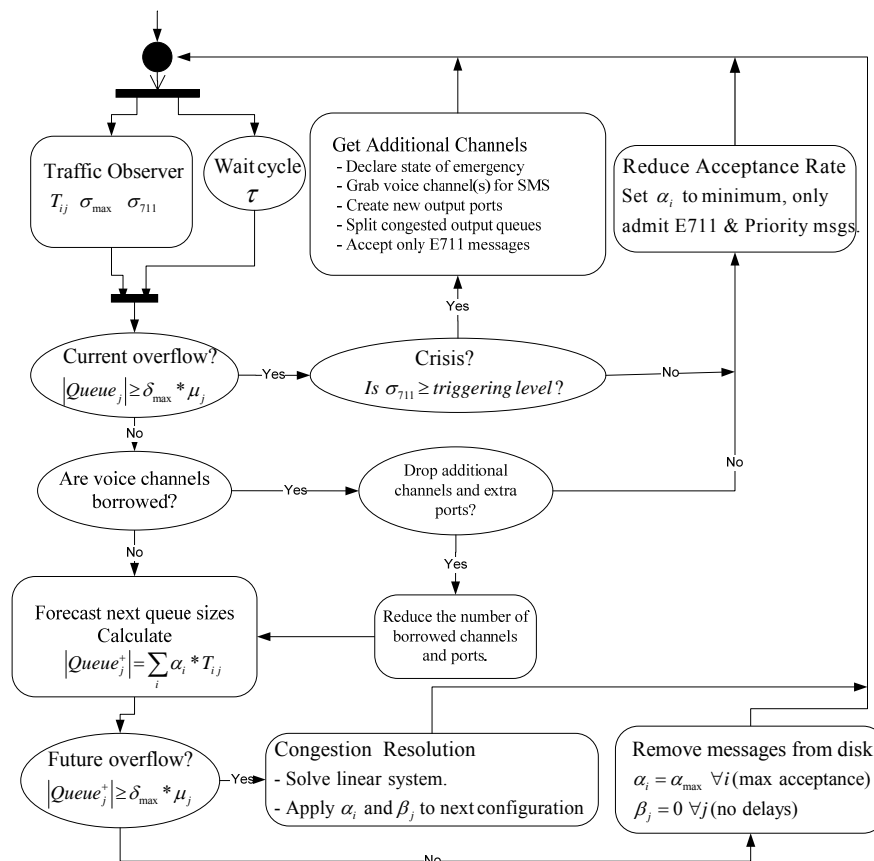 Traffic Observer
T_ij σ_max σ_711
Wait cycle
τ
Get Additional Channels
- Declare state of emergency
- Grab voice channel(s) for SMS
- Create new output ports
- Split congested output queues
- Accept only E711 messages
Reduce Acceptance Rate
Set α_i to minimum, only
admit E711 & Priority msgs.
Yes
Current overflow?
|Queue_j| ≥ δ_max * μ_j
Yes
Crisis?
Is σ_711 ≥ triggering level?
No
No
Are voice channels
borrowed?
Yes
Drop additional
channels and extra
ports?
No
No
Yes
Forecast next queue sizes
Calculate
|Queue_j^+| = ∑_i α_i * T_ij
Reduce the number of
borrowed channels
and ports.
Future overflow?
|Queue_j^+| ≥ δ_max * μ_j
Yes
Congestion Resolution
- Solve linear system.
- Apply α_i and β_j to next configuration
Remove messages from disk
α_i = α_max ∀i (max acceptance)
β_j = 0 ∀j (no delays)
No